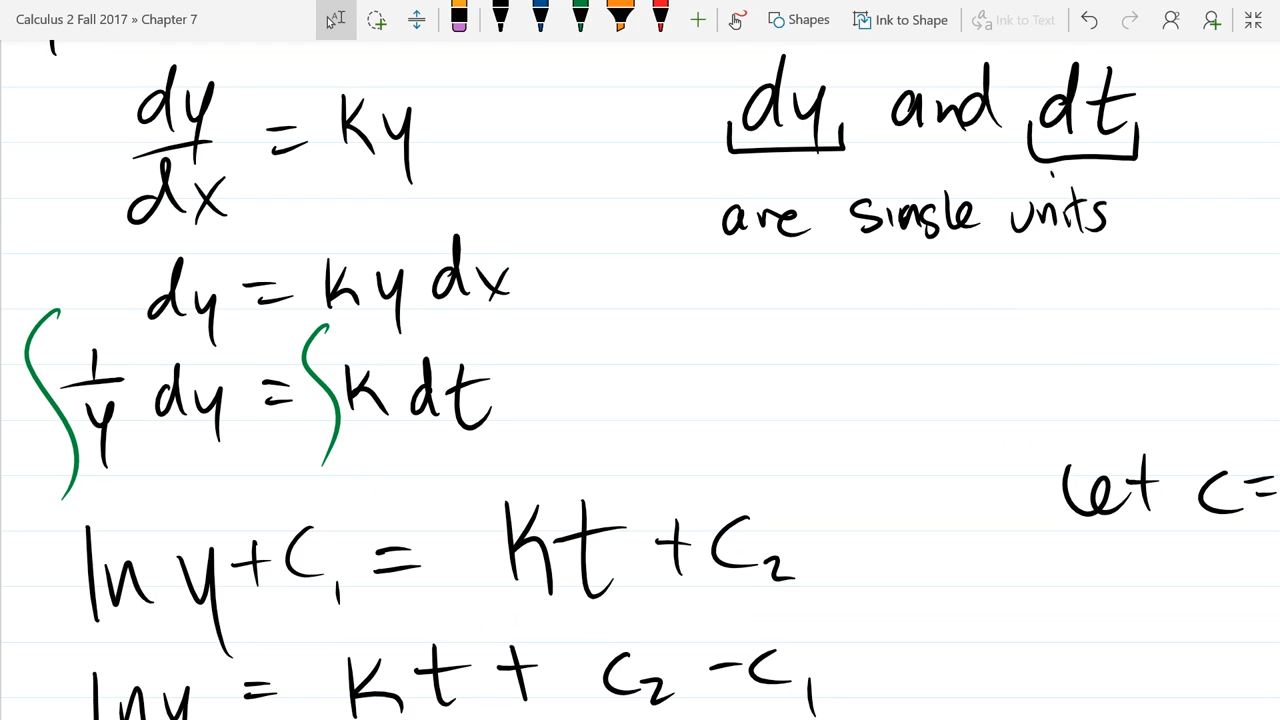 Calculus 2 Fall 2017 » Chapter 7
Shapes Ink to Shape Ink to Text
dy/dx = ky
dy and dt
are single units
dy = ky dx
∫ 1/y dy = ∫ k dt
let c =
ln y + C₁ = kt + C₂
ln y = kt + C₂ - C₁